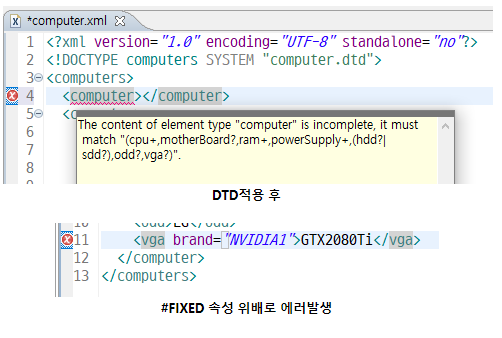 *computer.xml
1 <?xml version="1.0" encoding="UTF-8" standalone="no"?>
2 <!DOCTYPE computers SYSTEM "computer.dtd">
3 <computers>
4 <computer></computer>
5 <c
The content of element type "computer" is incomplete, it must
6 match "(cpu+,motherBoard?,ram+,powerSupply+,(hdd?|
7 sdd?),odd?,vga?)".
8
DTD적용 후
10 <odd>LG</odd>
11 <vga brand="NVIDIA1">GTX2080Ti</vga>
12 </computer>
13 </computers>
#FIXED 속성 위배로 에러발생